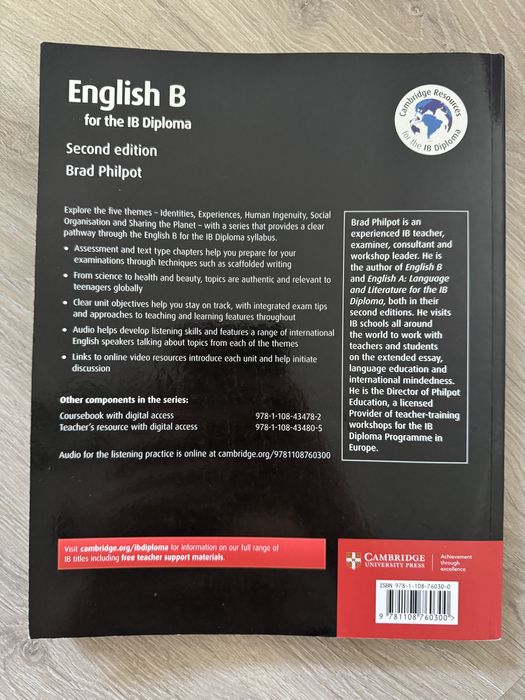 English B
for the IB Diploma
Second edition
Brad Philpot
Cambridge Resources
for the IB Diploma
Explore the five themes – Identities, Experiences, Human Ingenuity, Social
Organisation and Sharing the Planet – with a series that provides a clear
pathway through the English B for the IB Diploma syllabus.
• Assessment and text type chapters help you prepare for your
examinations through techniques such as scaffolded writing
• From science to health and beauty, topics are authentic and relevant to
teenagers globally
• Clear unit objectives help you stay on track, with integrated exam tips
and approaches to teaching and learning features throughout
• Audio helps develop listening skills and features a range of international
English speakers talking about topics from each of the themes
• Links to online video resources introduce each unit and help initiate
discussion
Other components in the series:
Coursebook with digital access 978-1-108-43478-2
Teacher's resource with digital access 978-1-108-43480-5
Audio for the listening practice is online at cambridge.org/9781108760300
Brad Philpot is an
experienced IB teacher,
examiner, consultant and
workshop leader. He is
the author of English B
and English A: Language
and Literature for the IB
Diploma, both in their
second editions. He visits
IB schools all around
the world to work with
teachers and students
on the extended essay,
language education and
international mindedness.
He is the Director of Philpot
Education, a licensed
Provider of teacher-training
workshops for the IB
Diploma Programme in
Europe.
Visit cambridge.org/ibdiploma for information on our full range of
IB titles including free teacher support materials.
CAMBRIDGE
UNIVERSITY PRESS
Achievement
through
excellence
ISBN 978-1-108-76030-0
9 781108 760300>